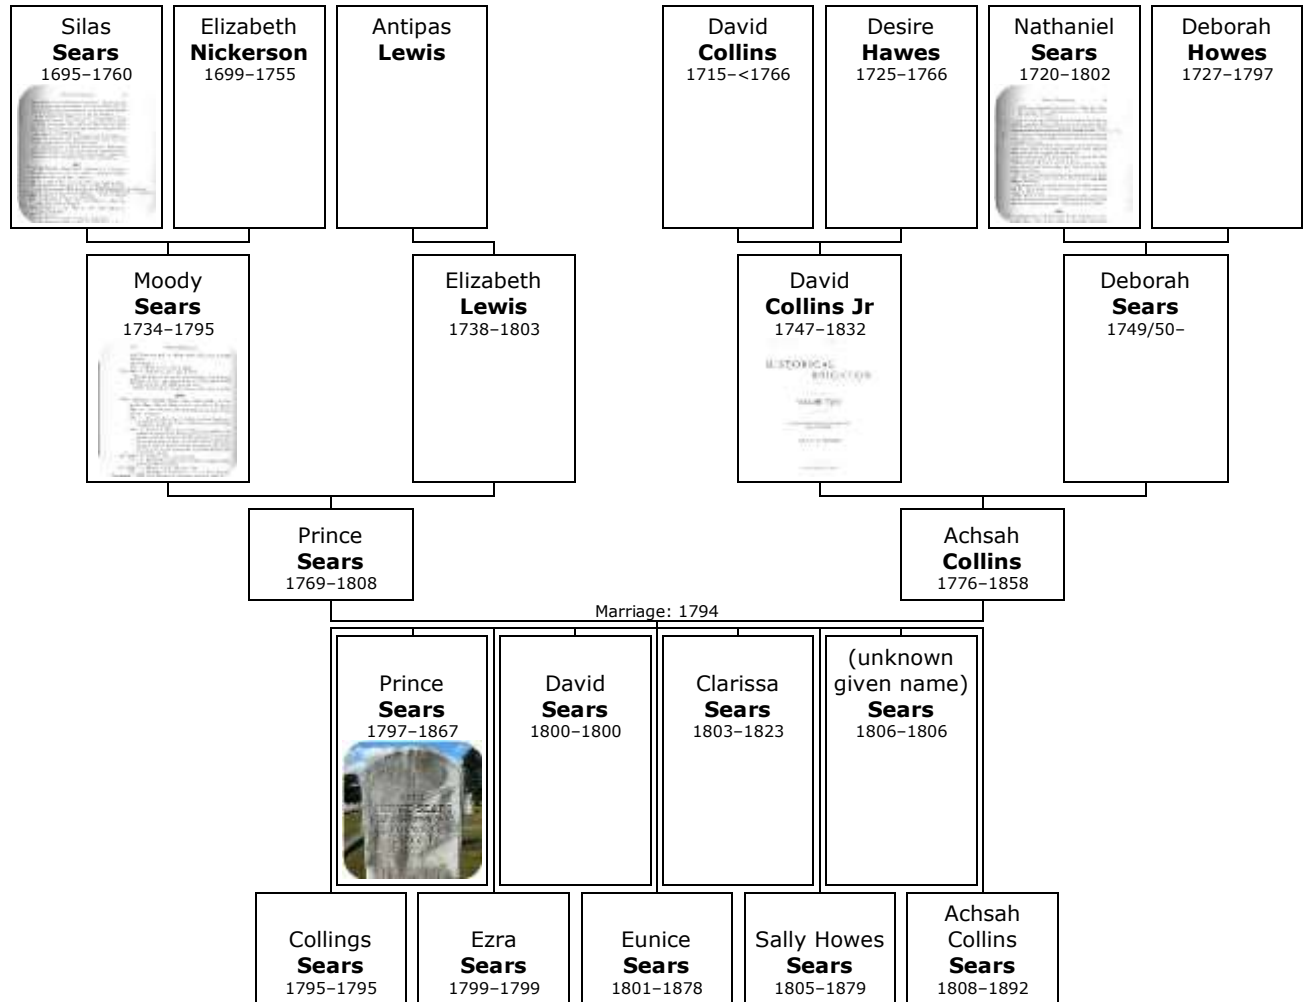 Silas
Sears
1695–1760
Elizabeth
Nickerson
1699–1755
Antipas
Lewis
David
Collins
1715–<1766
Desire
Hawes
1725–1766
Nathaniel
Sears
1720–1802
Deborah
Howes
1727–1797
Moody
Sears
1734–1795
Elizabeth
Lewis
1738–1803
David
Collins Jr
1747–1832
HISTORICAL
Deborah
Sears
1749/50–
Prince
Sears
1769–1808
Achsah
Collins
1776–1858
Marriage: 1794
Prince
Sears
1797–1867
David
Sears
1800–1800
Clarissa
Sears
1803–1823
(unknown
given name)
Sears
1806–1806
Collings
Sears
1795–1795
Ezra
Sears
1799–1799
Eunice
Sears
1801–1878
Sally Howes
Sears
1805–1879
Achsah
Collins
Sears
1808–1892